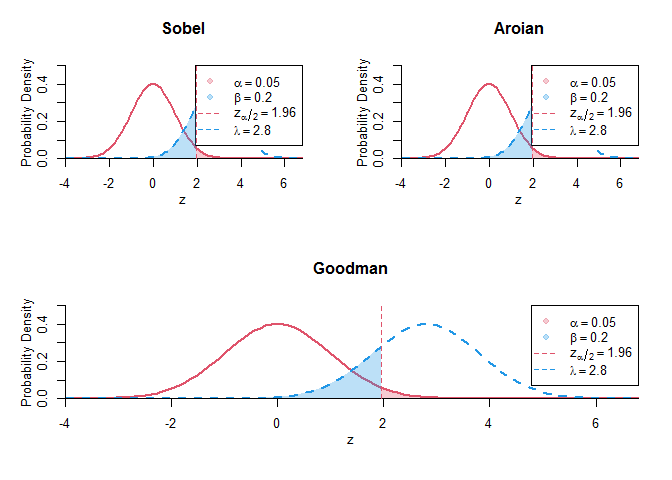 Sobel
Probability Density
0.0 0.2 0.4
-4 -2 0 2 4 6
z
α = 0.05
β = 0.2
zα/2 = 1.96
λ = 2.8
Aroian
Probability Density
0.0 0.2 0.4
-4 -2 0 2 4 6
z
α = 0.05
β = 0.2
zα/2 = 1.96
λ = 2.8
Goodman
Probability Density
0.0 0.2 0.4
-4 -2 0 2 4 6
z
α = 0.05
β = 0.2
zα/2 = 1.96
λ = 2.8